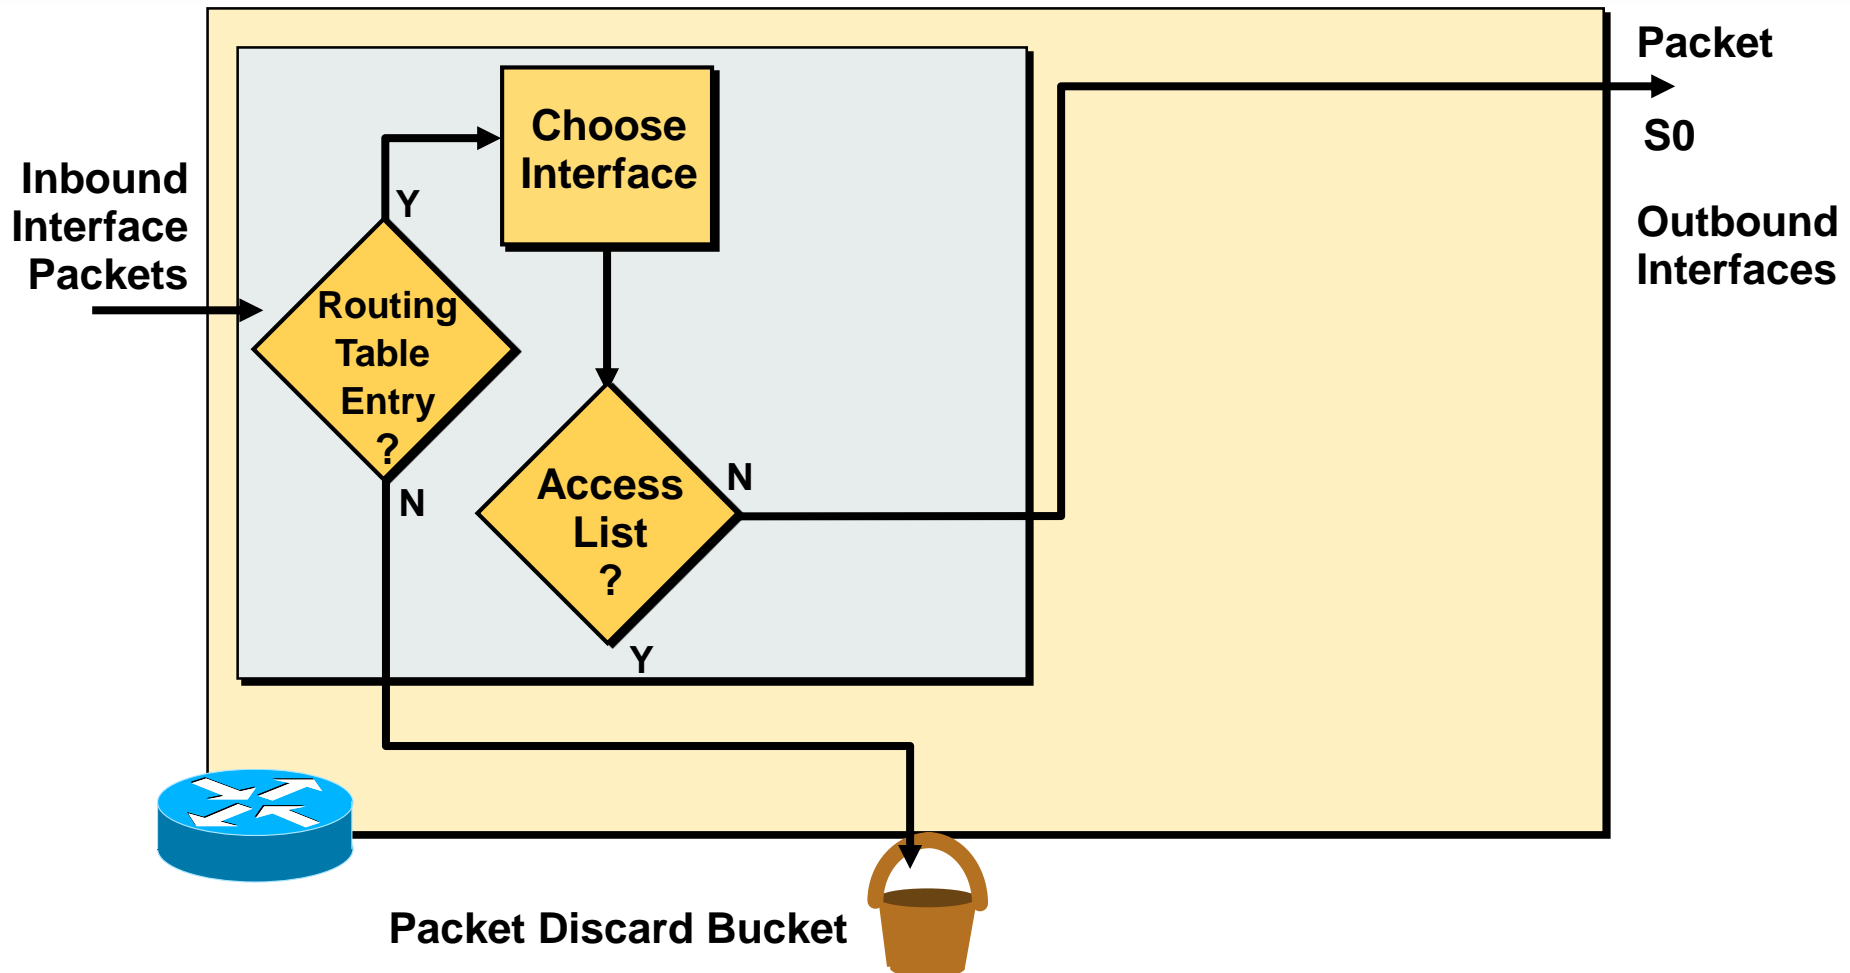 Inbound
Interface
Packets
Y
Choose
Interface
Routing
Table
Entry
?
N
Access
List
?
N
Y
Packet
S0
Outbound
Interfaces
Packet Discard Bucket